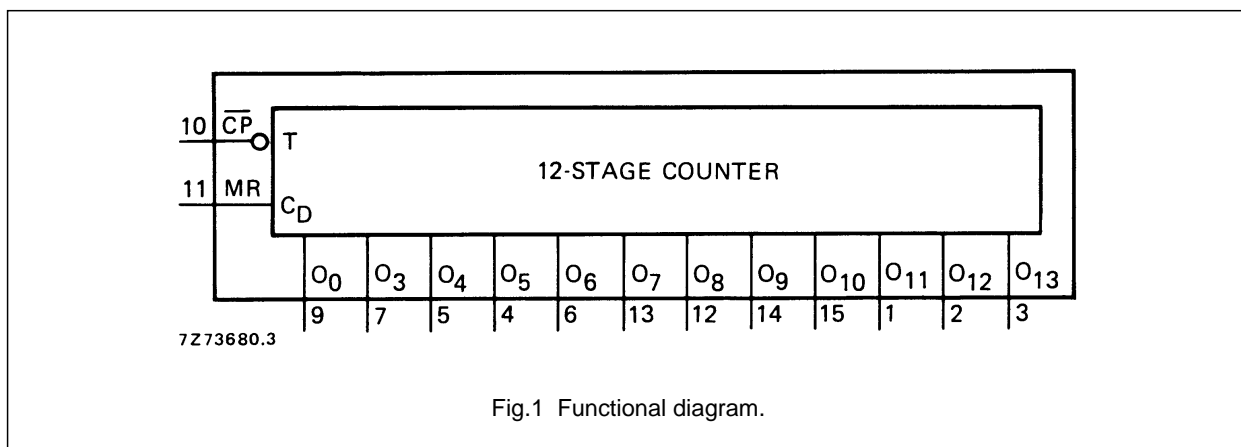 10 C̅P̅ T
12-STAGE COUNTER
11 MR C_D
O₀ O₃ O₄ O₅ O₆ O₇ O₈ O₉ O₁₀ O₁₁ O₁₂ O₁₃
9 7 5 4 6 13 12 14 15 1 2 3
7Z73680.3
Fig.1 Functional diagram.